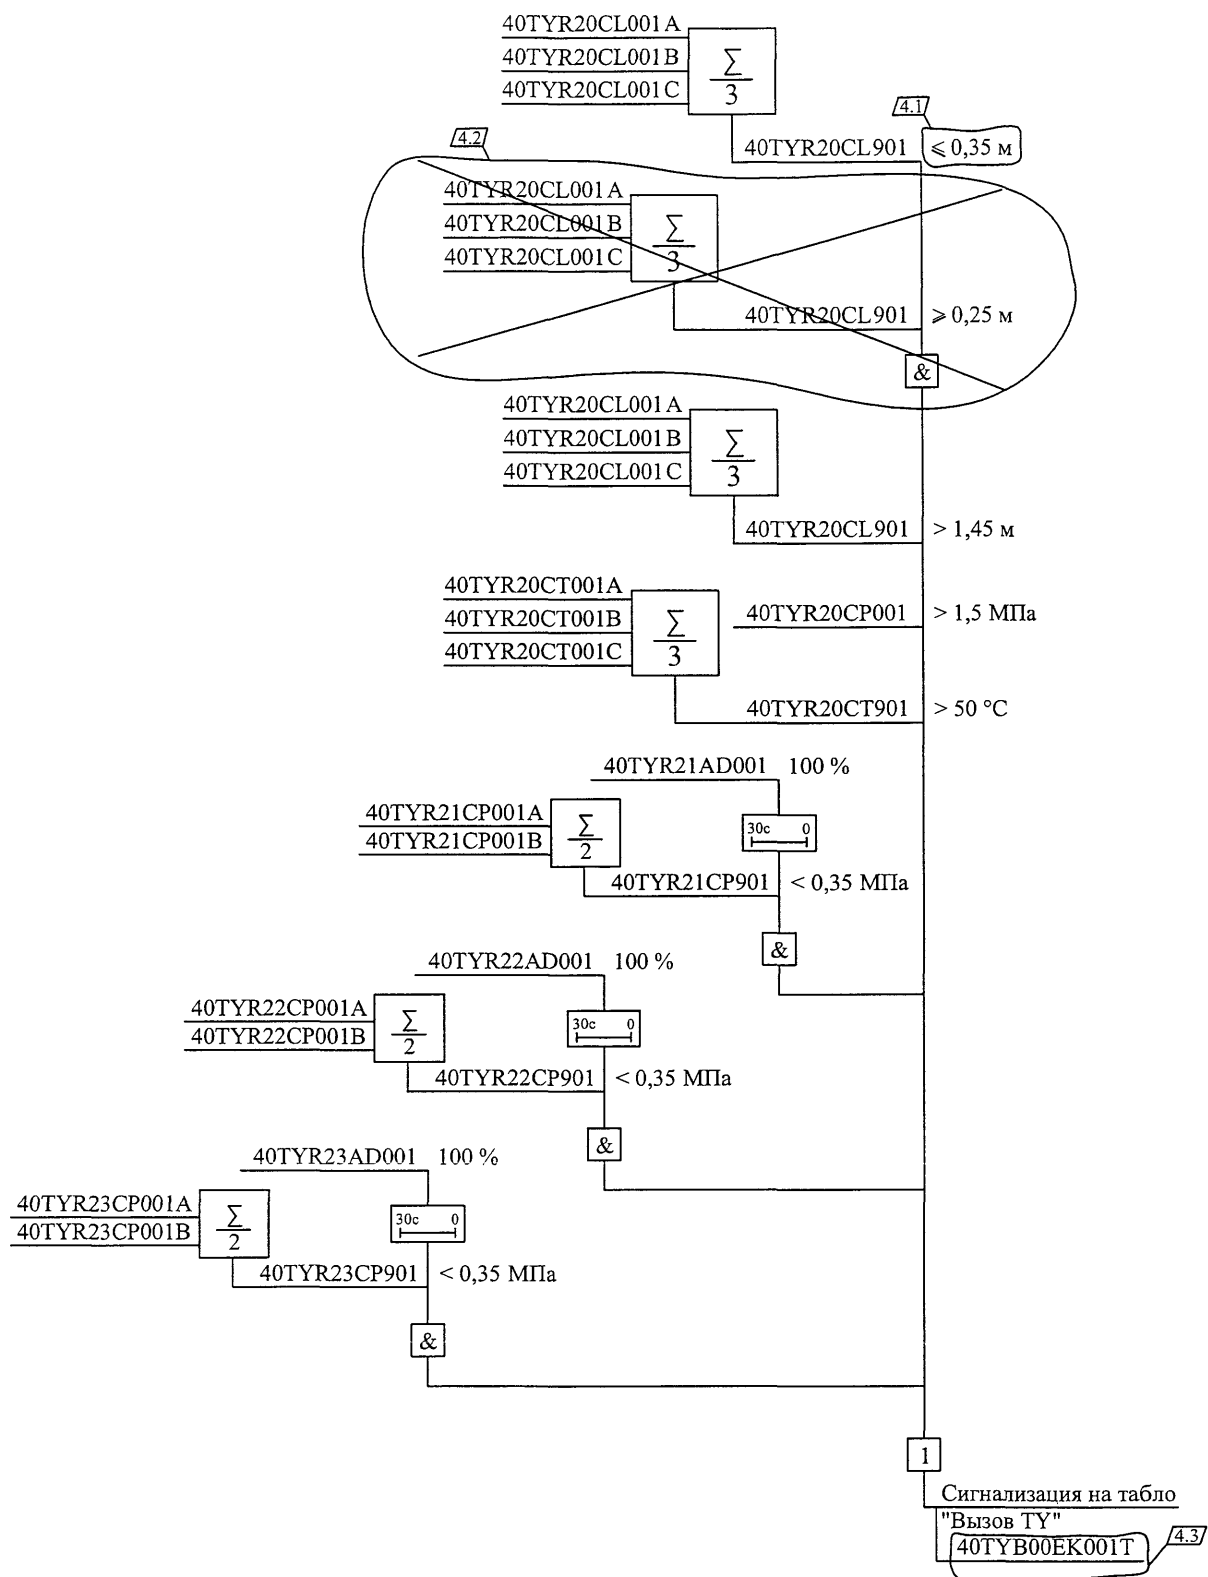 40TYR20CL001A
40TYR20CL001B
40TYR20CL001C
Σ
3
4.1
40TYR20CL901 ⩽ 0,35 м
4.2
40TYR20CL001A
40TYR20CL001B
40TYR20CL001C
Σ
3
40TYR20CL901 ⩾ 0,25 м
&
40TYR20CL001A
40TYR20CL001B
40TYR20CL001C
Σ
3
40TYR20CL901 > 1,45 м
40TYR20CT001A
40TYR20CT001B
40TYR20CT001C
Σ
3
40TYR20CP001 > 1,5 МПа
40TYR20CT901 > 50 °C
40TYR21AD001 100 %
40TYR21CP001A
40TYR21CP001B
Σ
2
30с 0
40TYR21CP901 < 0,35 МПа
&
40TYR22AD001 100 %
40TYR22CP001A
40TYR22CP001B
Σ
2
30с 0
40TYR22CP901 < 0,35 МПа
&
40TYR23AD001 100 %
40TYR23CP001A
40TYR23CP001B
Σ
2
30с 0
40TYR23CP901 < 0,35 МПа
&
1
Сигнализация на табло
"Вызов TY"
40TYB00EK001T
4.3